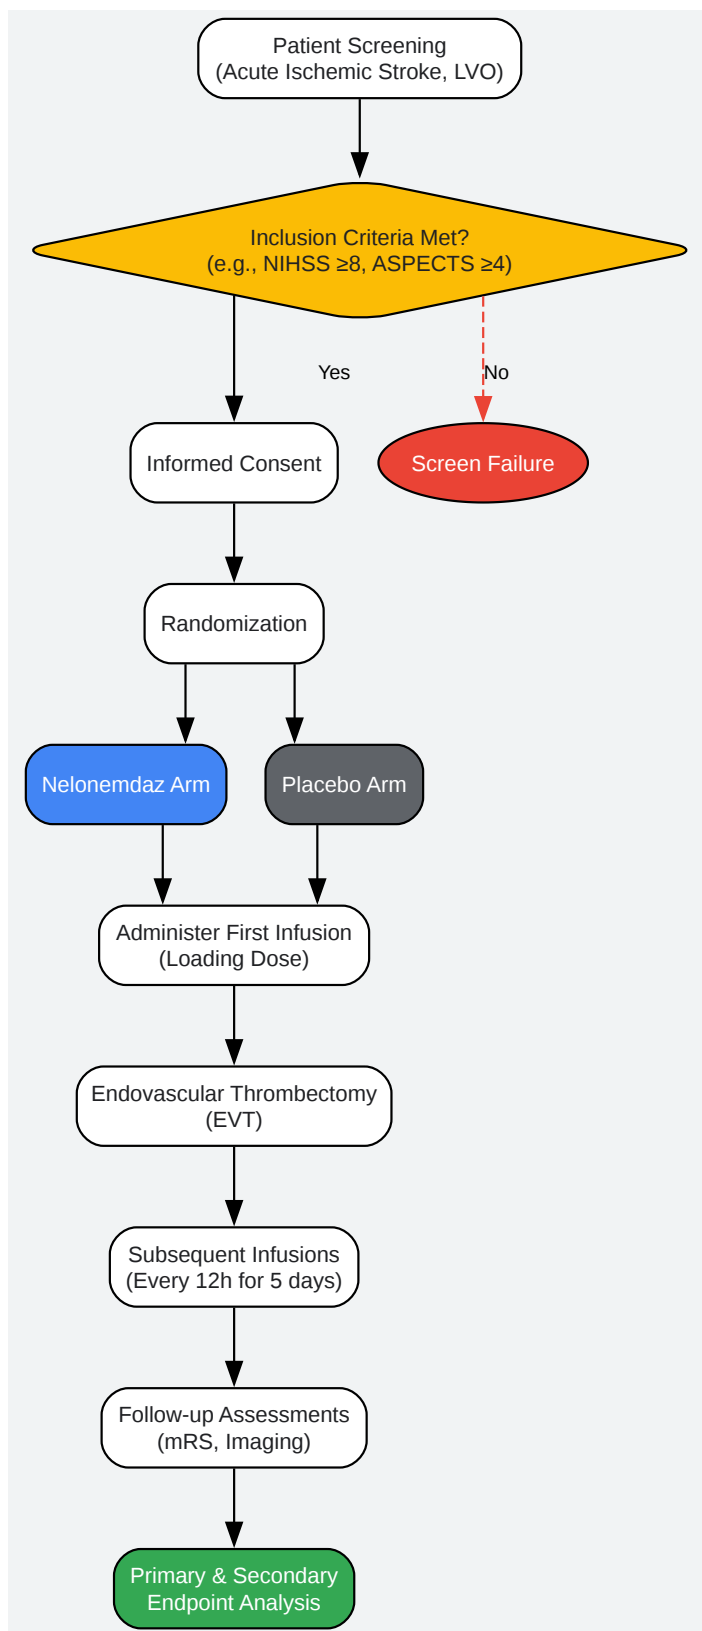 Patient Screening
(Acute Ischemic Stroke, LVO)
Inclusion Criteria Met?
(e.g., NIHSS ≥8, ASPECTS ≥4)
Yes
No
Informed Consent
Screen Failure
Randomization
Nelonemdaz Arm
Placebo Arm
Administer First Infusion
(Loading Dose)
Endovascular Thrombectomy
(EVT)
Subsequent Infusions
(Every 12h for 5 days)
Follow-up Assessments
(mRS, Imaging)
Primary & Secondary
Endpoint Analysis